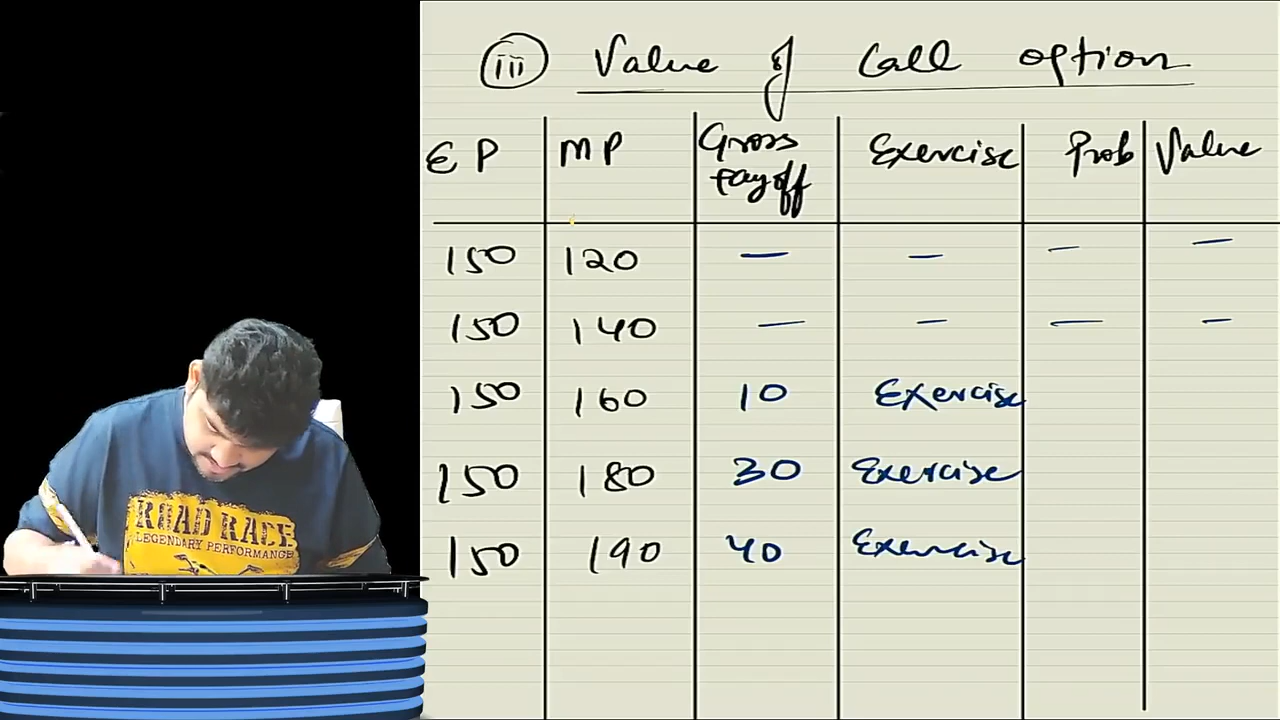 iii Value of Call option
EP MP Gross payoff Exercise Prob Value
150 120 — — — —
150 140 — — — —
150 160 10 Exercise
150 180 30 Exercise
150 190 40 Exercise
ROAD RACE
LEGENDARY PERFORMANCE